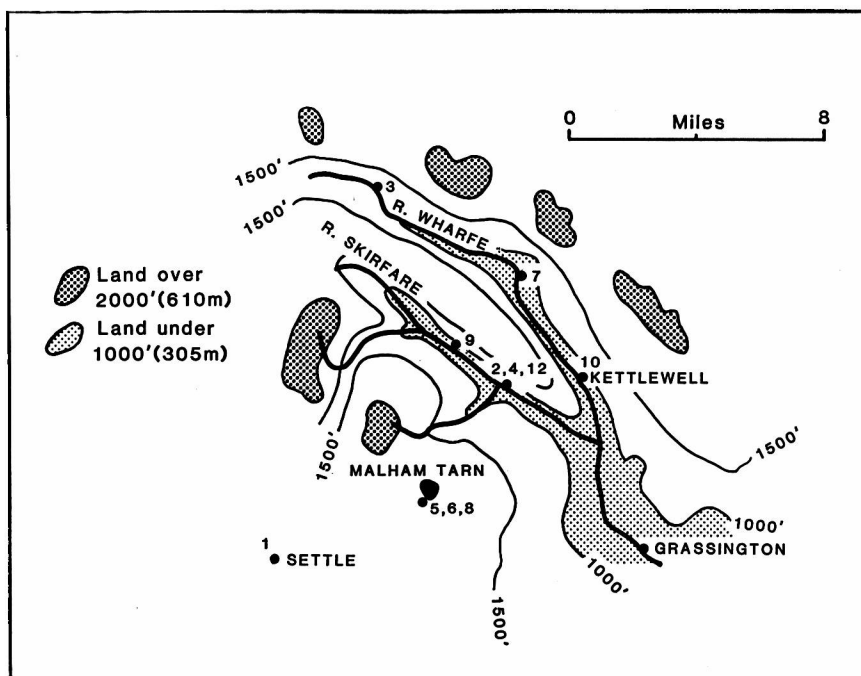 0 8
Miles
1500'
3
1500'
R. WHARFE
R. SKIRFARE
7
Land over
2000'(610m)
Land under
1000'(305m)
9
2,4,12
10
KETTLEWELL
1500'
MALHAM TARN
1500'
5,6,8
1000'
1
SETTLE
GRASSINGTON
1000'
1500'